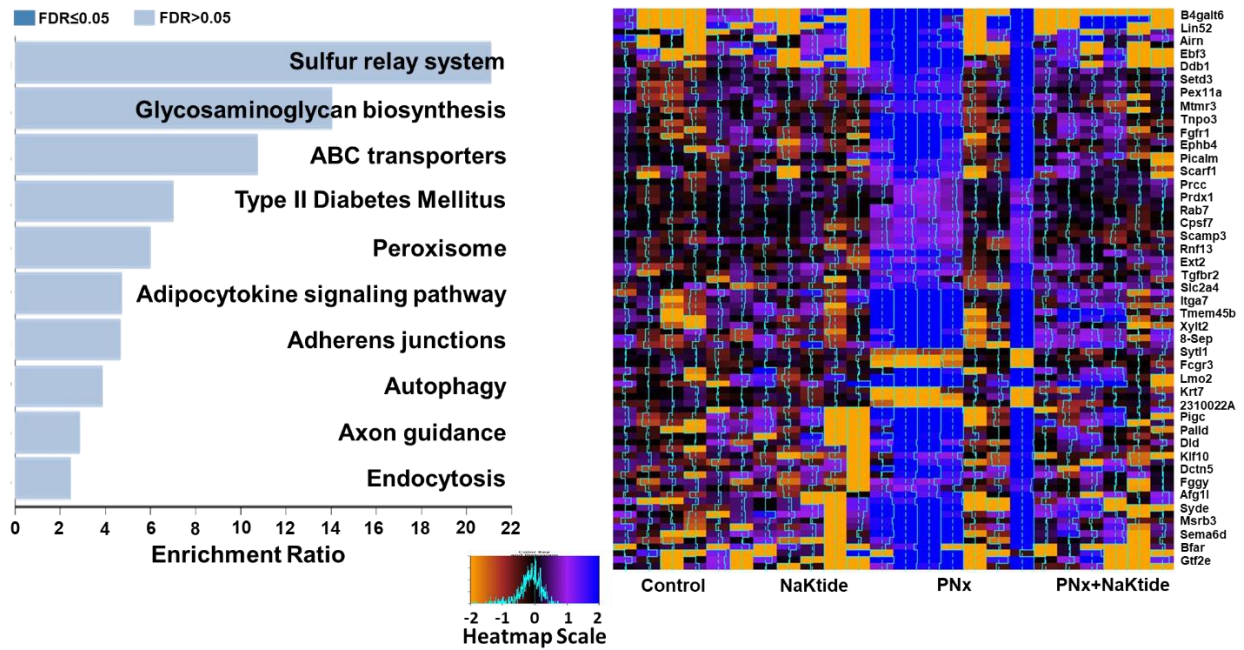 FDR≤0.05 FDR>0.05
Sulfur relay system
Glycosaminoglycan biosynthesis
ABC transporters
Type II Diabetes Mellitus
Peroxisome
Adipocytokine signaling pathway
Adherens junctions
Autophagy
Axon guidance
Endocytosis
0 2 4 6 8 10 12 14 16 18 20 22
Enrichment Ratio
-2 -1 0 1 2
Heatmap Scale
B4galt6
Lin52
Airn
Ebf3
Ddb1
Setd3
Pex11a
Mtmr3
Tnpo3
Fgfr1
Ephb4
Picalm
Scarf1
Prcc
Prdx1
Rab7
Cpsf7
Scamp3
Rnf13
Ext2
Tgfbr2
Slc2a4
Itga7
Tmem45b
Xylt2
8-Sep
Sytl1
Fcgr3
Lmo2
Krt7
2310022A
Pigc
Palld
Dld
Klf10
Dctn5
Fggy
Afg1l
Syde
Msrb3
Sema6d
Bfar
Gtf2e
Control NaKtide PNx PNx+NaKtide